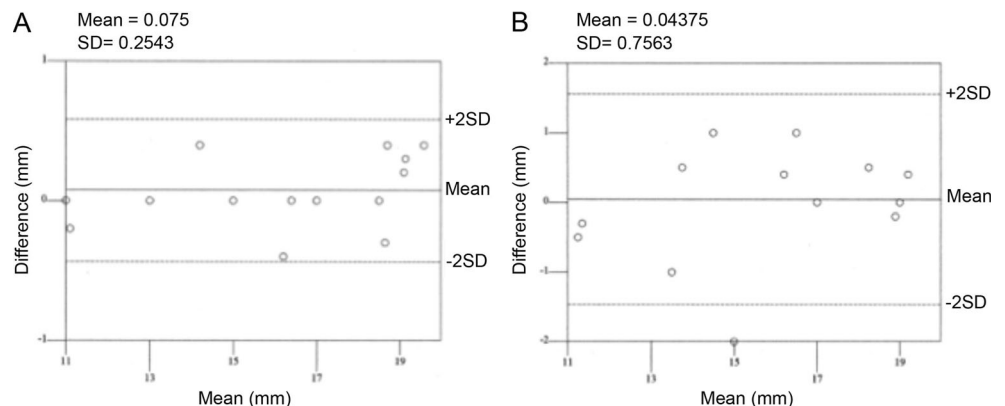 A
Mean = 0.075
SD= 0.2543
1
0
-1
Difference (mm)
+2SD
Mean
-2SD
11
13
15
17
19
Mean (mm)
B
Mean = 0.04375
SD= 0.7563
2
1
0
-1
-2
Difference (mm)
+2SD
Mean
-2SD
11
13
15
17
19
Mean (mm)